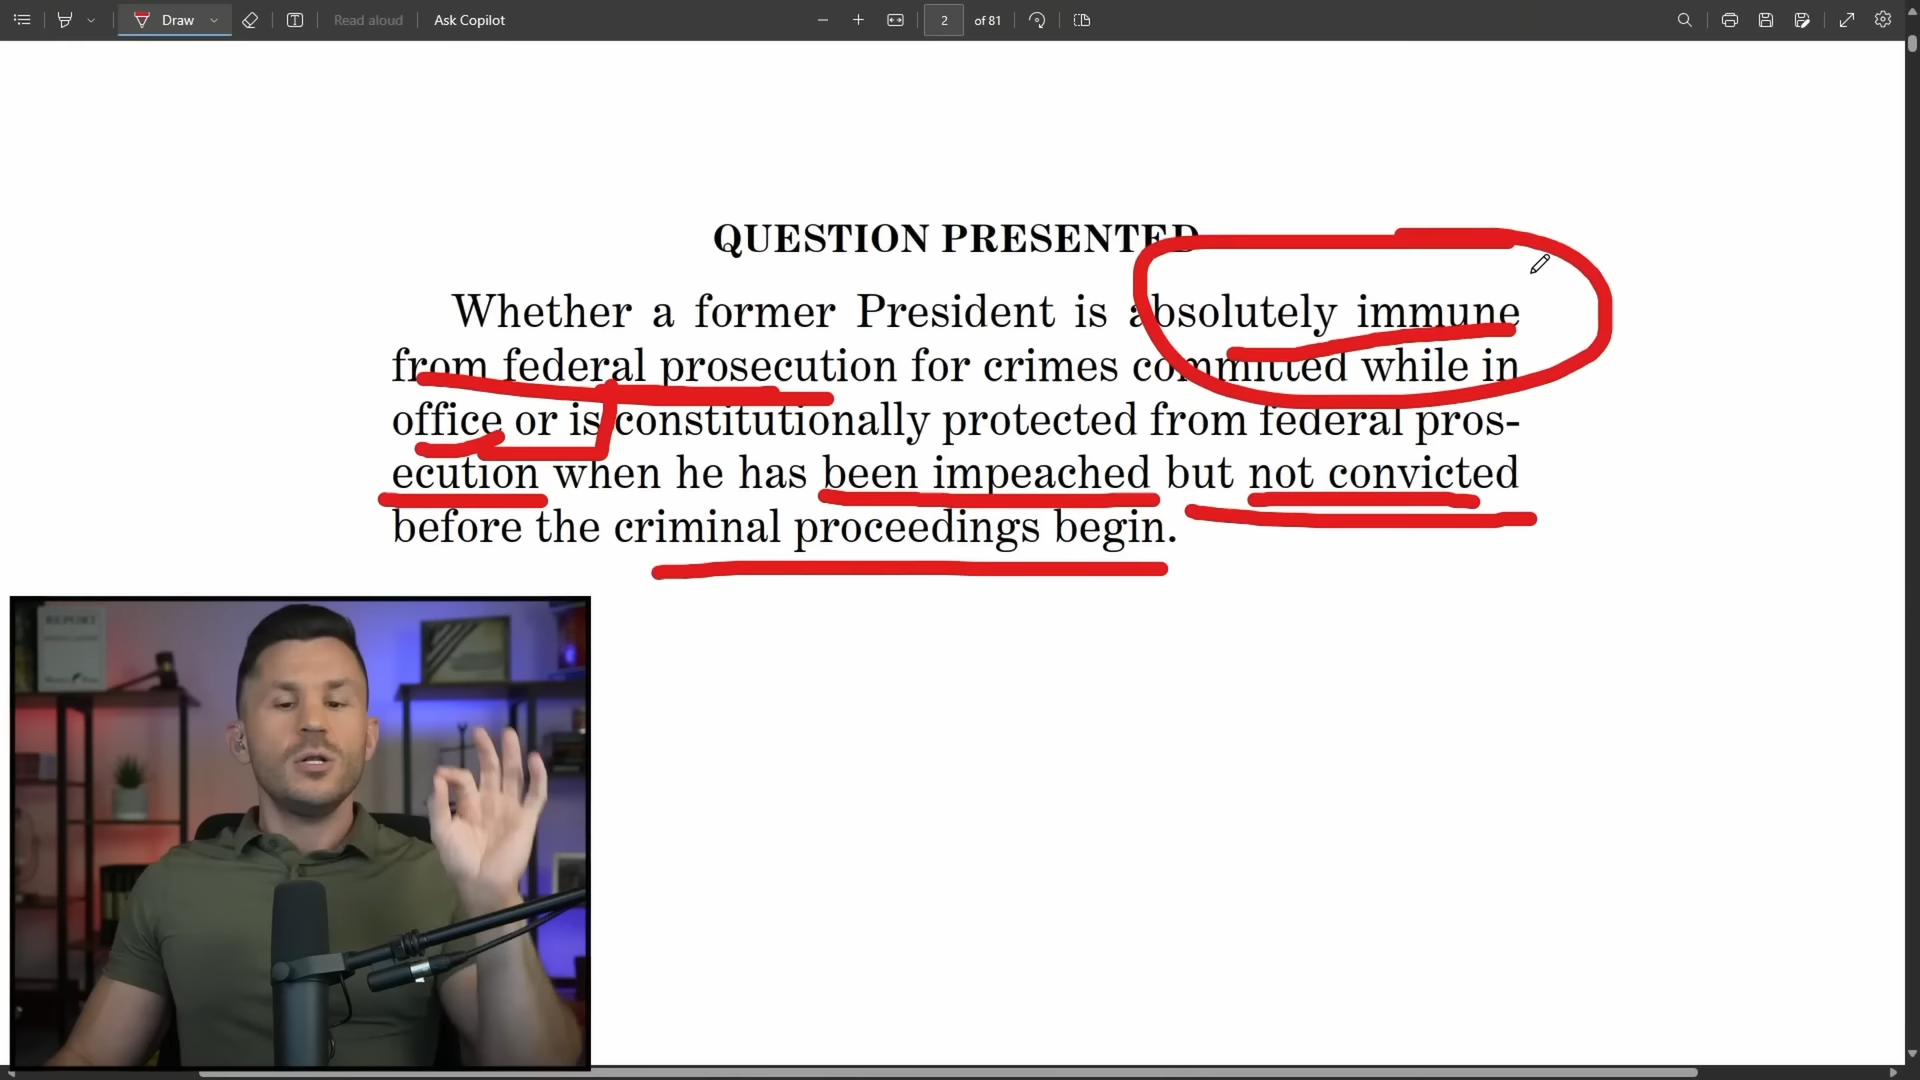 Draw
Read aloud
Ask Copilot
2 of 81
QUESTION PRESENTED
Whether a former President is absolutely immune
from federal prosecution for crimes committed while in
office or is constitutionally protected from federal pros-
ecution when he has been impeached but not convicted
before the criminal proceedings begin.
REPORT